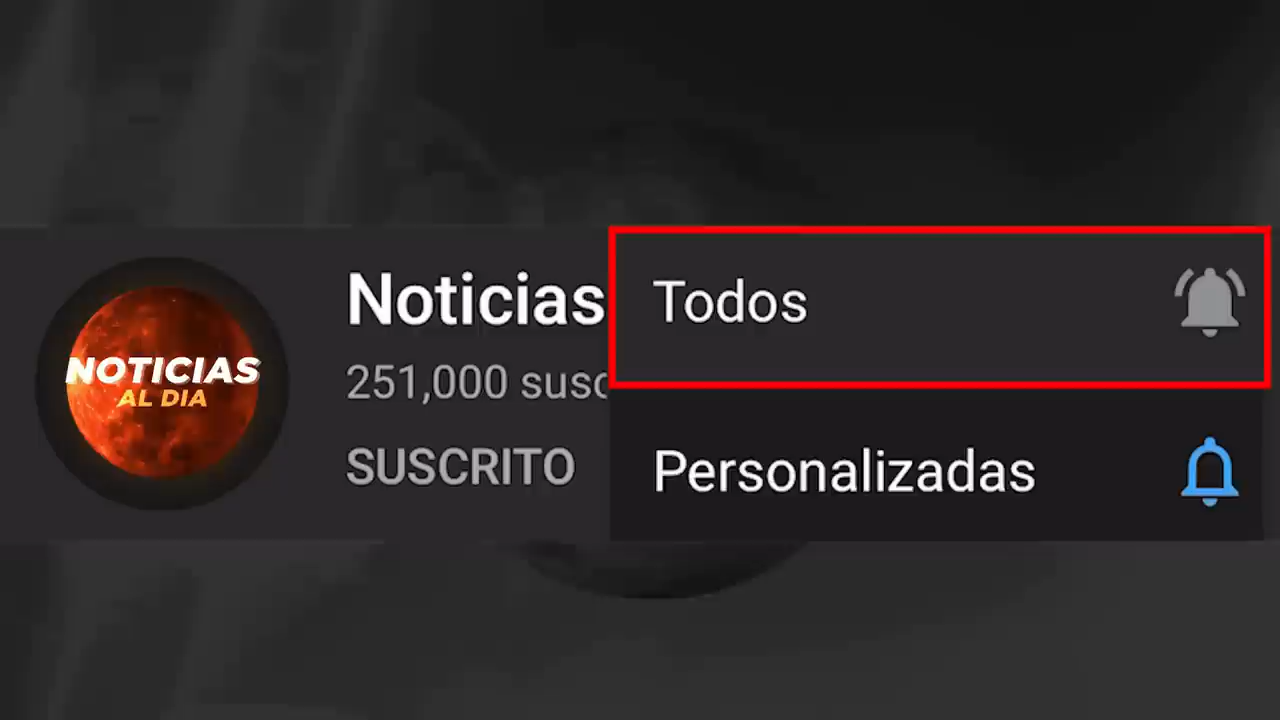 NOTICIAS
AL DIA
Noticias
251,000 susc
SUSCRITO
Todos
Personalizadas